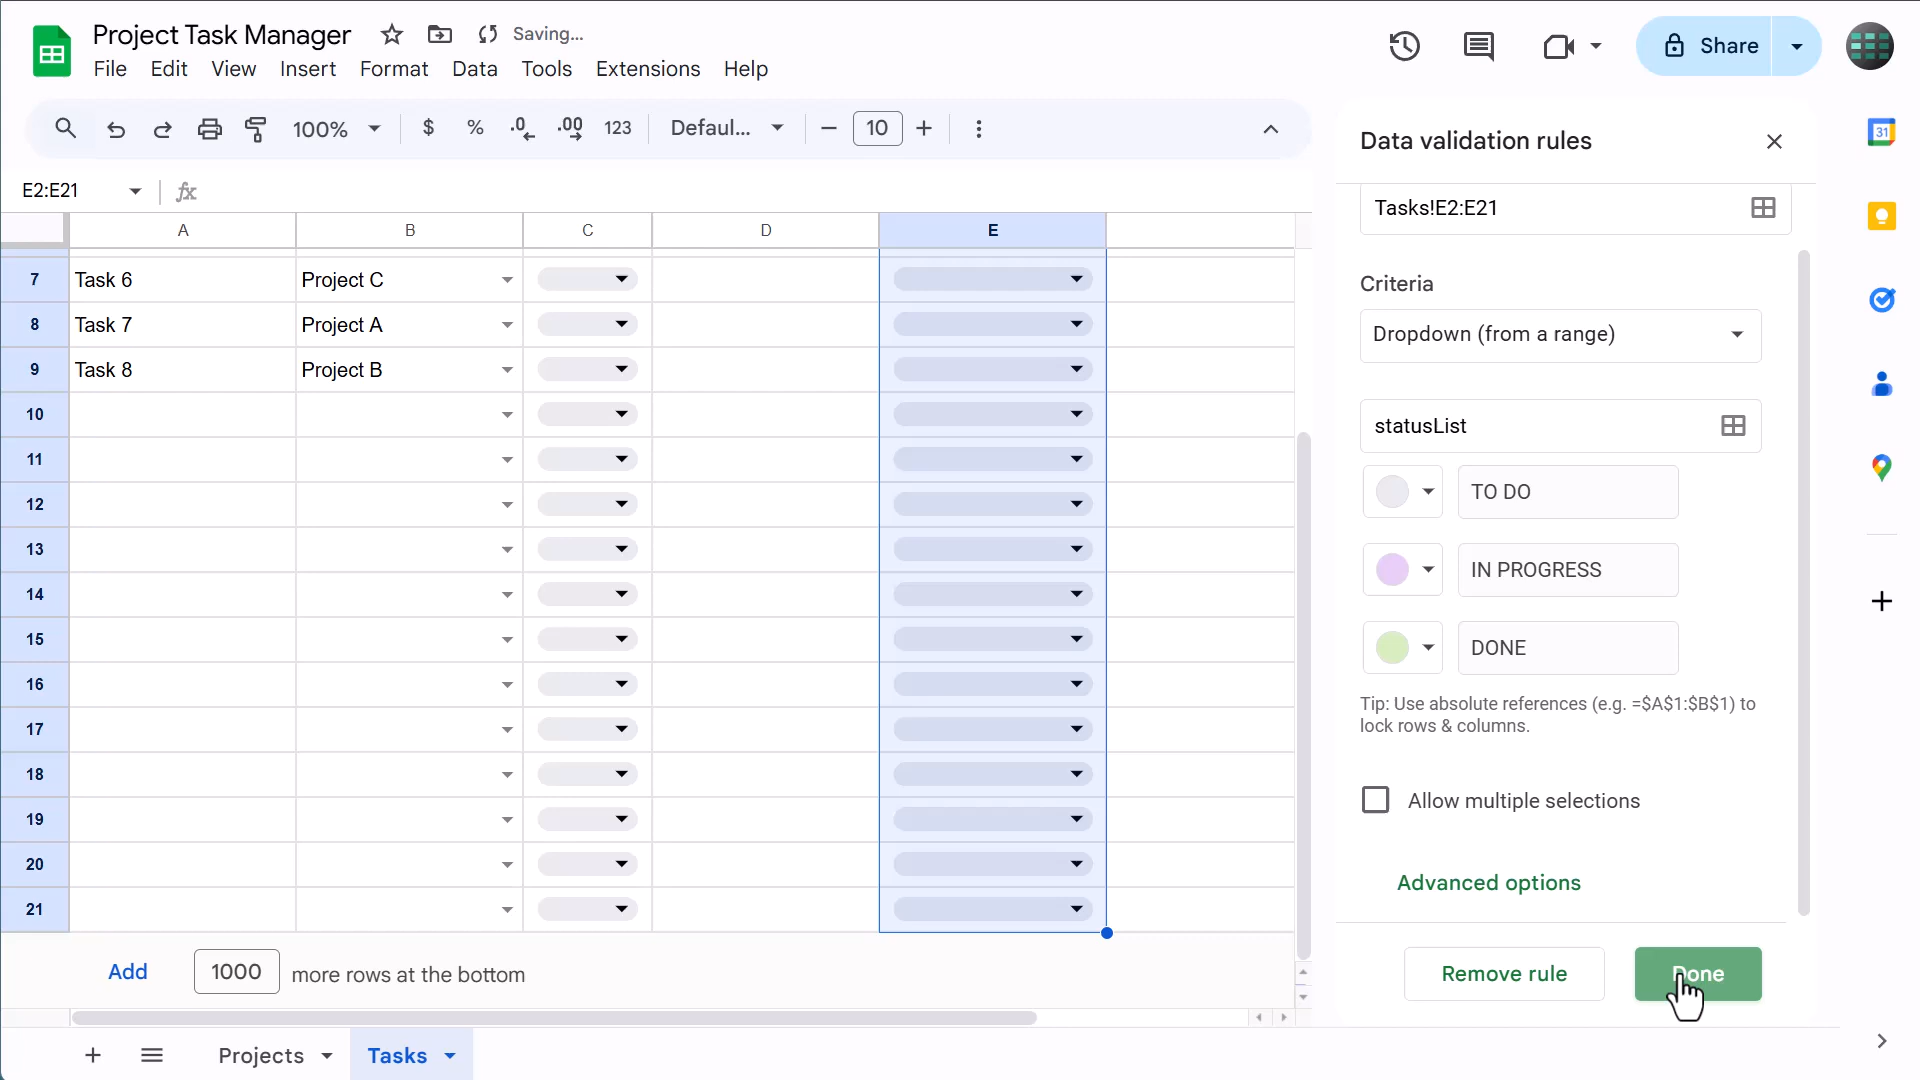 Project Task Manager
Saving...
File Edit View Insert Format Data Tools Extensions Help
Share
31
100%
$ % .0 .00 123
Defaul...
10
E2:E21
fx
A B C D E
7 Task 6 Project C
8 Task 7 Project A
9 Task 8 Project B
10
11
12
13
14
15
16
17
18
19
20
21
Add 1000 more rows at the bottom
Projects Tasks
Data validation rules
Tasks!E2:E21
Criteria
Dropdown (from a range)
statusList
TO DO
IN PROGRESS
DONE
Tip: Use absolute references (e.g. =$A$1:$B$1) to
lock rows & columns.
Allow multiple selections
Advanced options
Remove rule
Done